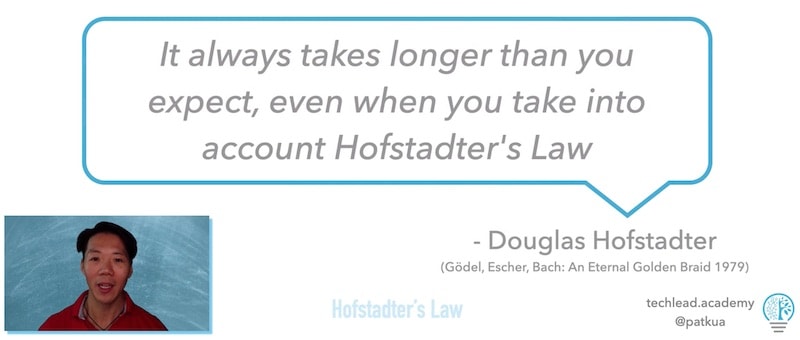 It always takes longer than you
expect, even when you take into
account Hofstadter's Law
- Douglas Hofstadter
(Gödel, Escher, Bach: An Eternal Golden Braid 1979)
Hofstadter's Law
techlead.academy
@patkua